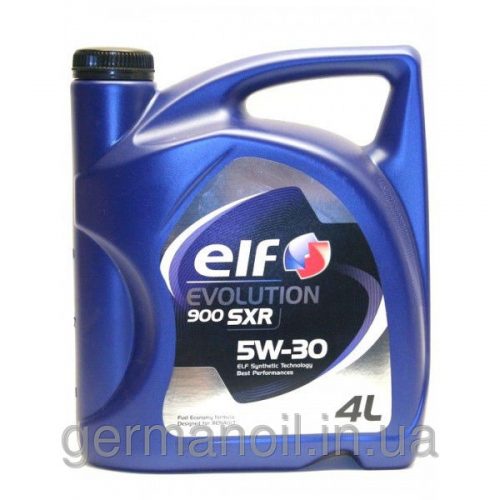 elf
EVOLUTION
900 SXR
5W-30
ELF Synthetic Technology
Best Performances
Fuel Economy formula
Designed for RENAULT
4L
germanoil.in.ua